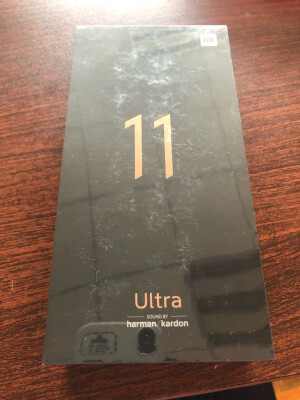 11
Ultra
SOUND BY
harman/kardon